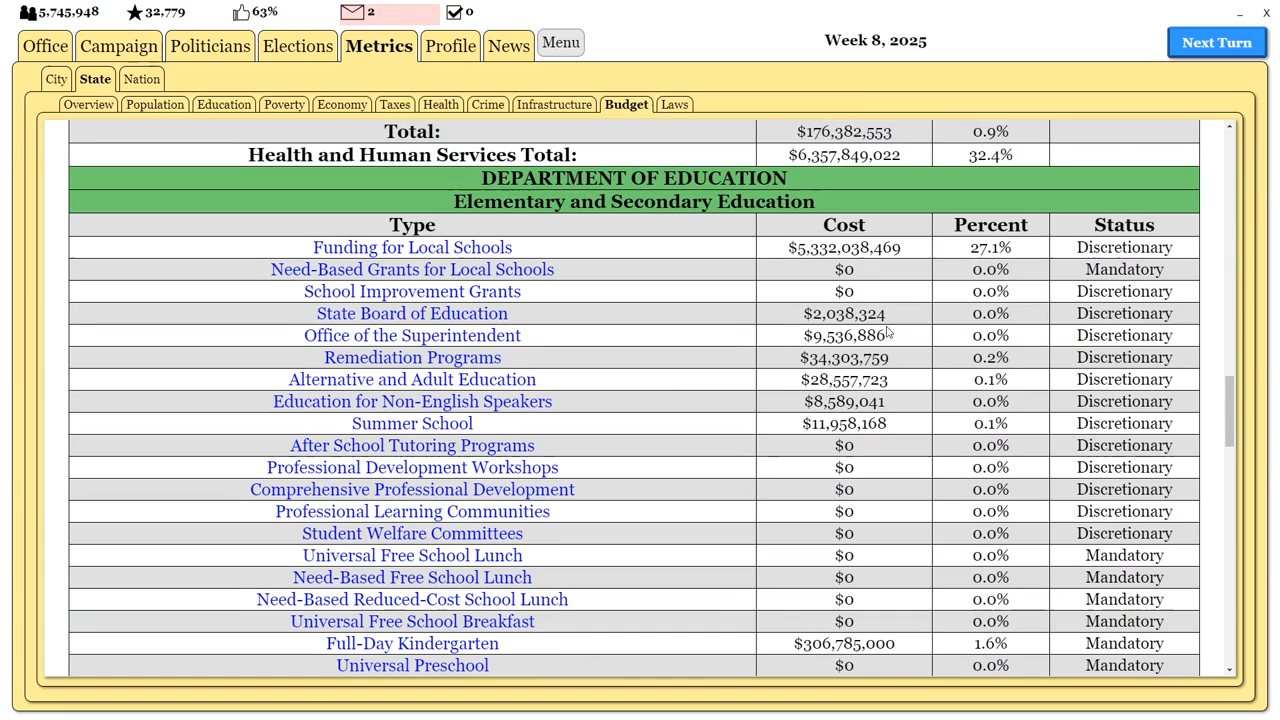 5,745,948 32,779 63% 2 0
_ X
Office Campaign Politicians Elections Metrics Profile News Menu Week 8, 2025 Next Turn
City State Nation
Overview Population Education Poverty Economy Taxes Health Crime Infrastructure Budget Laws
Total: $176,382,553 0.9%
Health and Human Services Total: $6,357,849,022 32.4%
DEPARTMENT OF EDUCATION
Elementary and Secondary Education
Type Cost Percent Status
Funding for Local Schools $5,332,038,469 27.1% Discretionary
Need-Based Grants for Local Schools $0 0.0% Mandatory
School Improvement Grants $0 0.0% Discretionary
State Board of Education $2,038,324 0.0% Discretionary
Office of the Superintendent $9,536,886 0.0% Discretionary
Remediation Programs $34,303,759 0.2% Discretionary
Alternative and Adult Education $28,557,723 0.1% Discretionary
Education for Non-English Speakers $8,589,041 0.0% Discretionary
Summer School $11,958,168 0.1% Discretionary
After School Tutoring Programs $0 0.0% Discretionary
Professional Development Workshops $0 0.0% Discretionary
Comprehensive Professional Development $0 0.0% Discretionary
Professional Learning Communities $0 0.0% Discretionary
Student Welfare Committees $0 0.0% Discretionary
Universal Free School Lunch $0 0.0% Mandatory
Need-Based Free School Lunch $0 0.0% Mandatory
Need-Based Reduced-Cost School Lunch $0 0.0% Mandatory
Universal Free School Breakfast $0 0.0% Mandatory
Full-Day Kindergarten $306,785,000 1.6% Mandatory
Universal Preschool $0 0.0% Mandatory